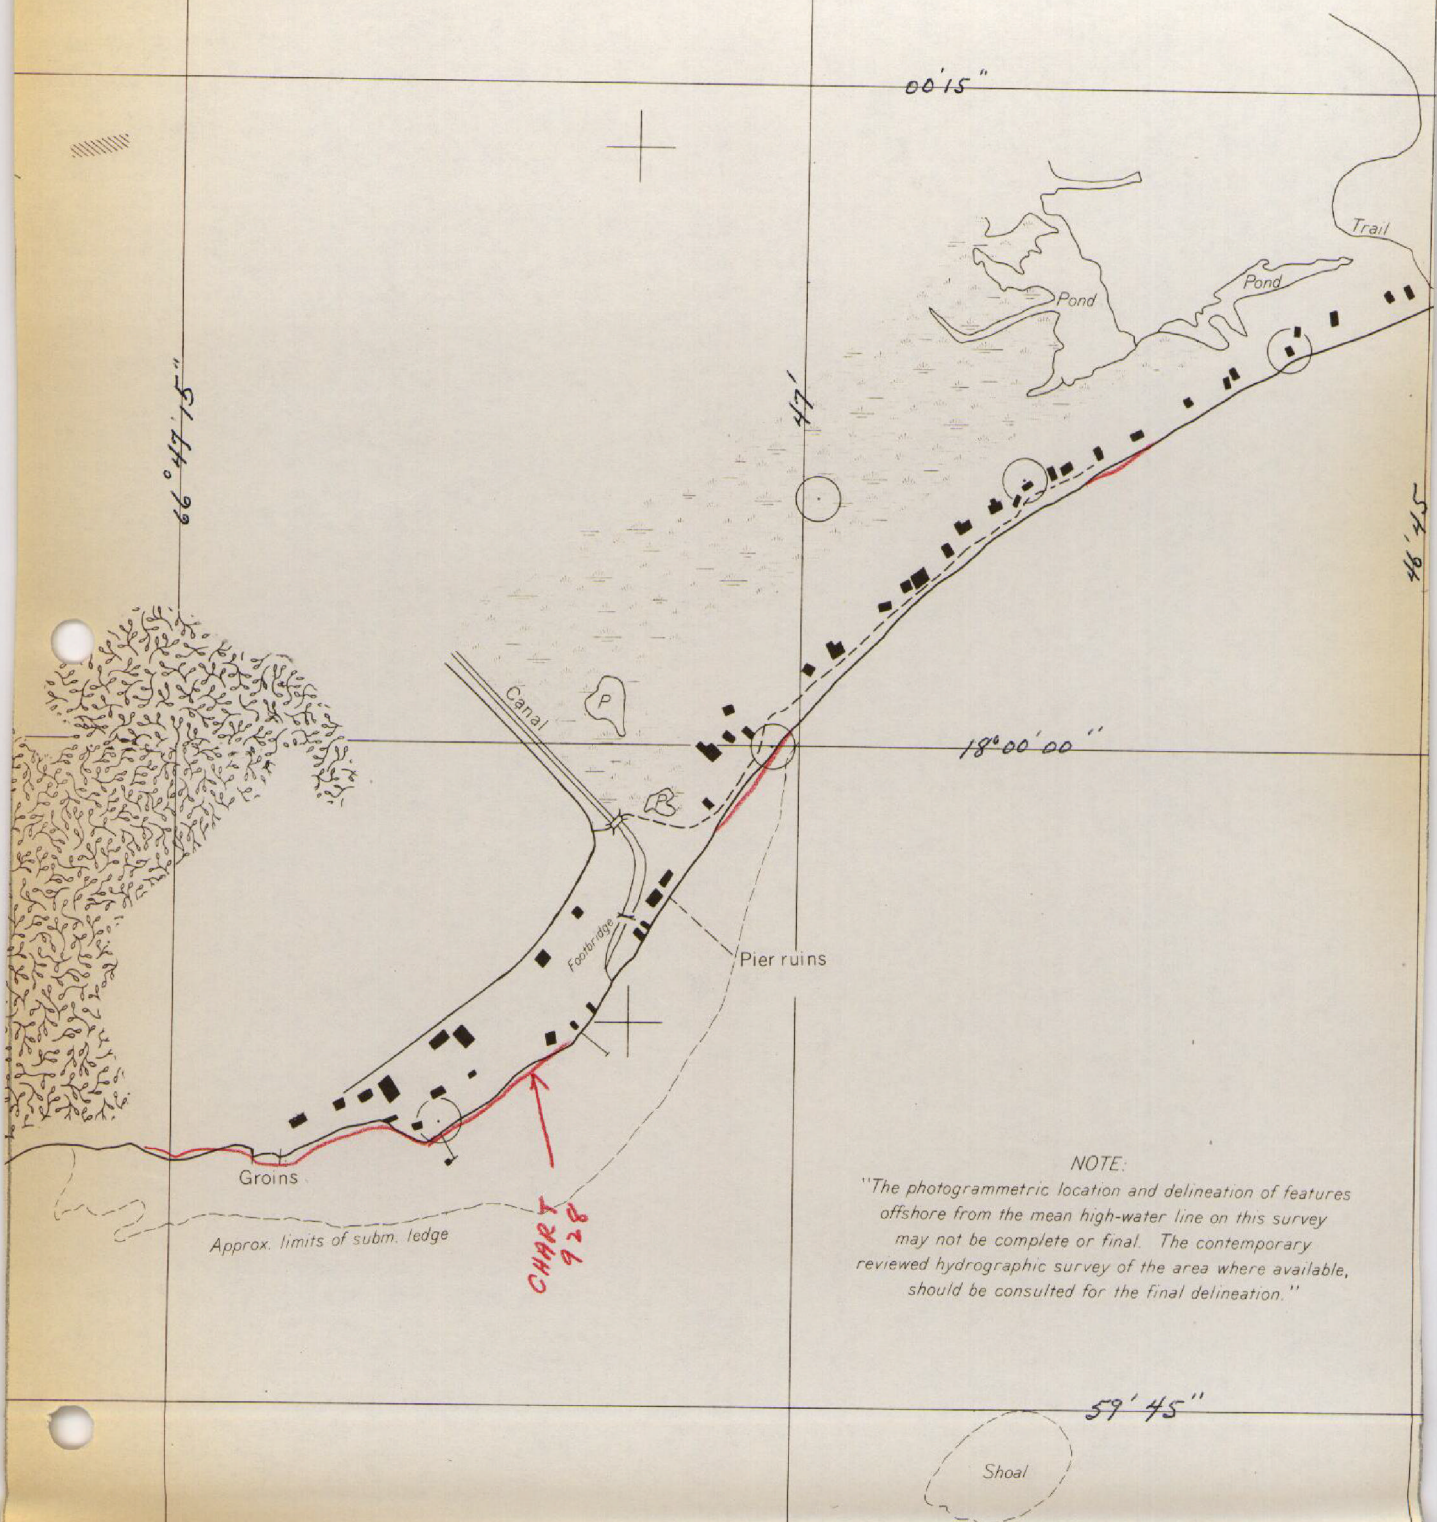 00'15"
Trail
Pond
Pond
66°47'15"
47'
46'45
Canal
P
18°00'00"
P
Footbridge
Pier ruins
Groins
Approx. limits of subm. ledge
CHART
928
NOTE:
"The photogrammetric location and delineation of features
offshore from the mean high-water line on this survey
may not be complete or final. The contemporary
reviewed hydrographic survey of the area where available,
should be consulted for the final delineation."
59'45"
Shoal